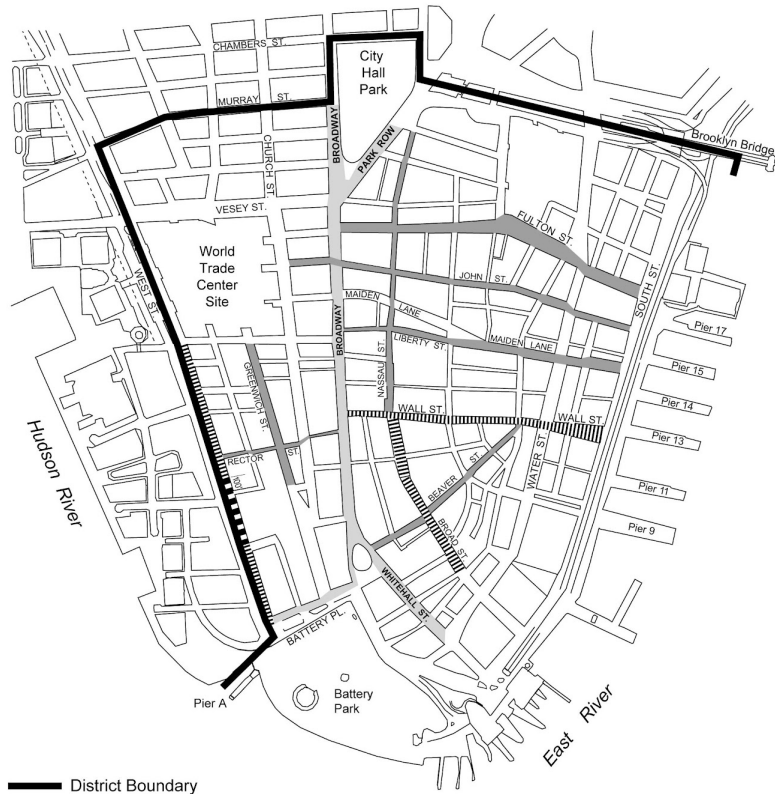 CHAMBERS ST.
City
Hall
Park
MURRAY ST.
BROADWAY
PARK ROW
CHURCH ST.
Brooklyn Bridge
VESEY ST.
FULTON ST.
World
Trade
Center
Site
WEST ST.
JOHN ST.
SOUTH ST.
MAIDEN LANE
Pier 17
BROADWAY
LIBERTY ST.
MAIDEN LANE
NASSAU ST.
Pier 15
GREENWICH ST.
Pier 14
WALL ST.
WALL ST.
Pier 13
Hudson River
RECTOR ST.
WATER ST.
100'
BEAVER ST.
Pier 11
BROAD ST.
Pier 9
WHITEHALL ST.
BATTERY PL.
Pier A
Battery
Park
East River
District Boundary